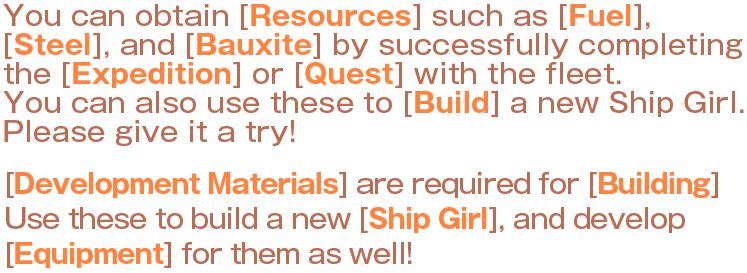 You can obtain [Resources] such as [Fuel],
[Steel], and [Bauxite] by successfully completing
the [Expedition] or [Quest] with the fleet.
You can also use these to [Build] a new Ship Girl.
Please give it a try!
[Development Materials] are required for [Building]
Use these to build a new [Ship Girl], and develop
[Equipment] for them as well!